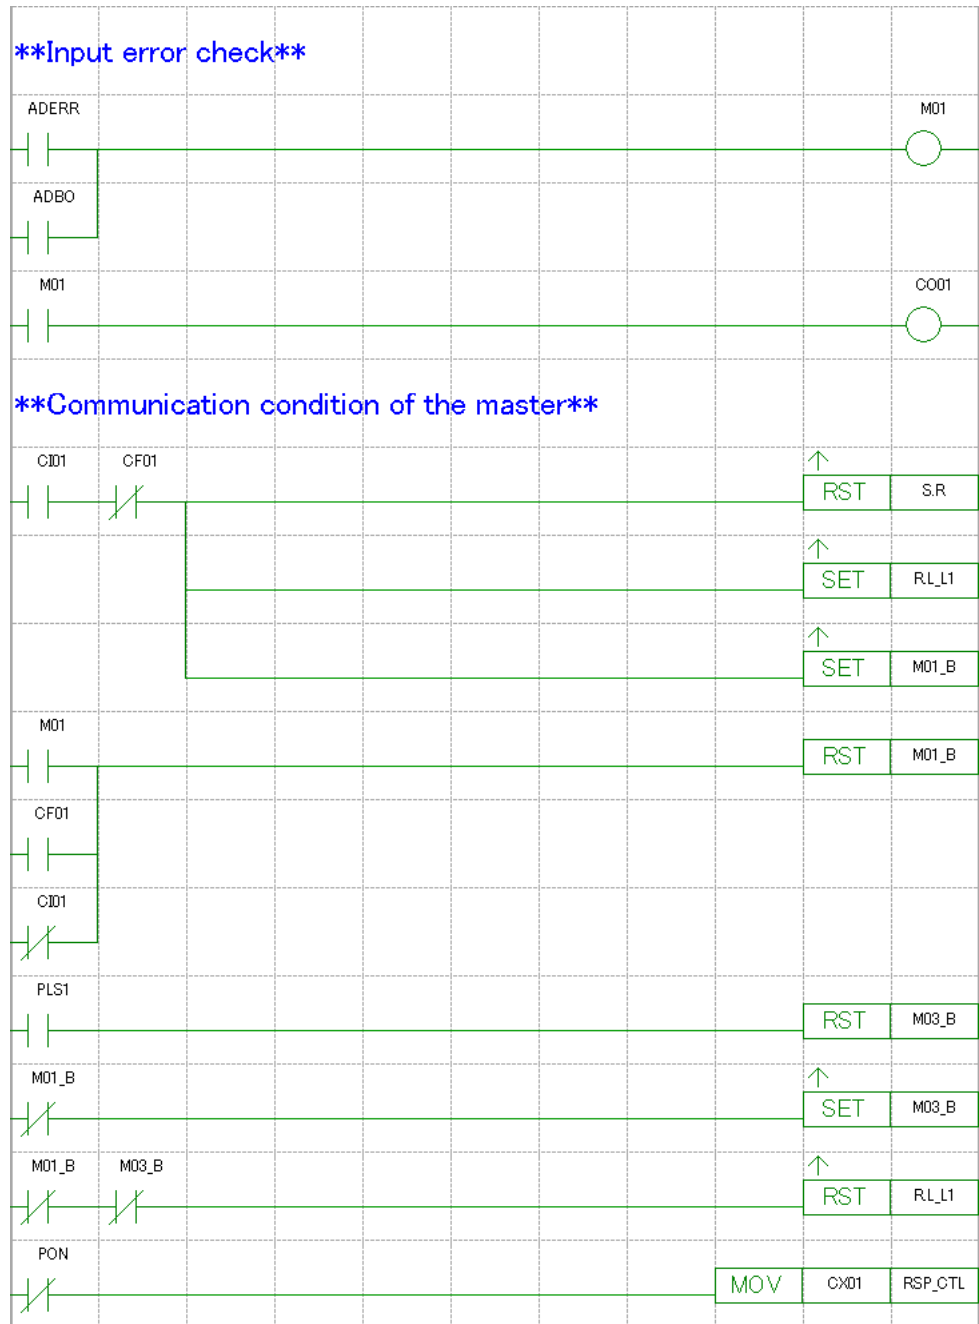 **Input error check**
ADERR M01
ADBO
M01 CO01
**Communication condition of the master**
CI01 CF01
RST S.R
SET R.L_L1
SET M01_B
M01
RST M01_B
CF01
CI01
PLS1
RST M03_B
M01_B
SET M03_B
M01_B M03_B
RST R.L_L1
PON
MOV CX01 RSP_CTL